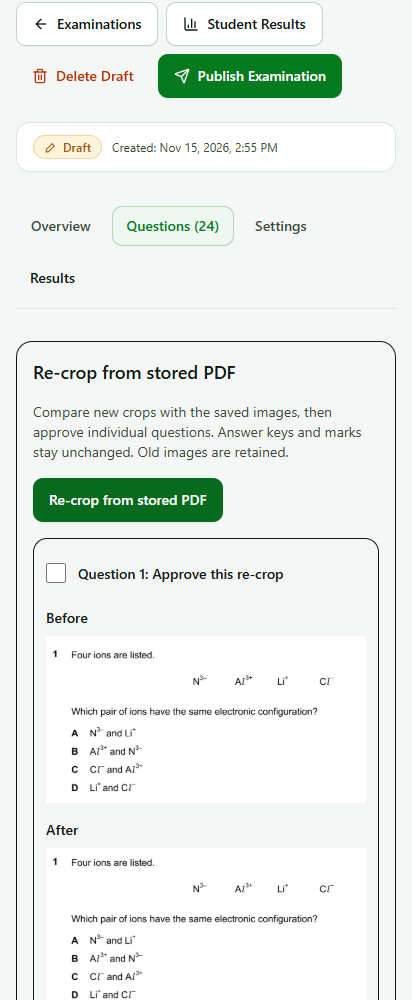 Examinations
Student Results
Delete Draft
Publish Examination
Draft
Created: Nov 15, 2026, 2:55 PM
Overview
Questions (24)
Settings
Results
Re-crop from stored PDF
Compare new crops with the saved images, then
approve individual questions. Answer keys and marks
stay unchanged. Old images are retained.
Re-crop from stored PDF
Question 1: Approve this re-crop
Before
1 Four ions are listed.
N³⁻ Al³⁺ Li⁺ Cl⁻
Which pair of ions have the same electronic configuration?
A N³⁻ and Li⁺
B Al³⁺ and N³⁻
C Cl⁻ and Al³⁺
D Li⁺ and Cl⁻
After
1 Four ions are listed.
N³⁻ Al³⁺ Li⁺ Cl⁻
Which pair of ions have the same electronic configuration?
A N³⁻ and Li⁺
B Al³⁺ and N³⁻
C Cl⁻ and Al³⁺
D Li⁺ and Cl⁻